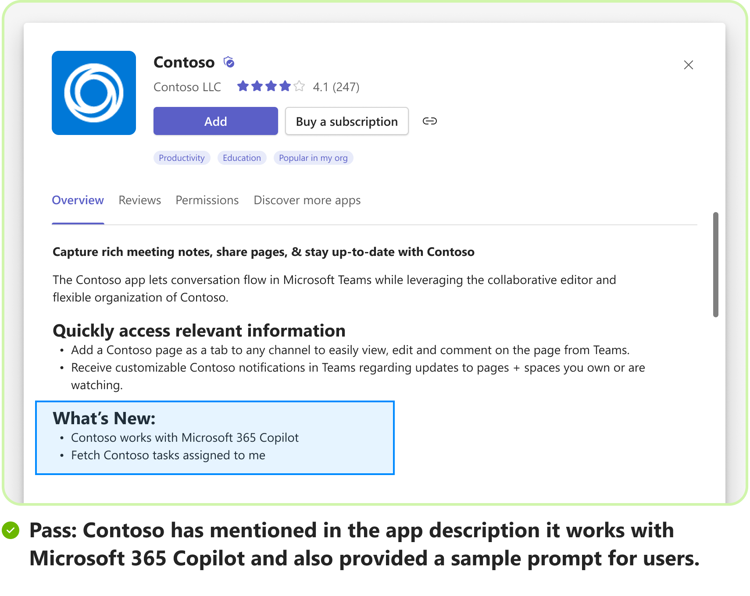 Contoso
Contoso LLC 4.1 (247)
Add Buy a subscription
Productivity Education Popular in my org
Overview Reviews Permissions Discover more apps
Capture rich meeting notes, share pages, & stay up-to-date with Contoso
The Contoso app lets conversation flow in Microsoft Teams while leveraging the collaborative editor and
flexible organization of Contoso.
Quickly access relevant information
• Add a Contoso page as a tab to any channel to easily view, edit and comment on the page from Teams.
• Receive customizable Contoso notifications in Teams regarding updates to pages + spaces you own or are
watching.
What's New:
• Contoso works with Microsoft 365 Copilot
• Fetch Contoso tasks assigned to me
Pass: Contoso has mentioned in the app description it works with
Microsoft 365 Copilot and also provided a sample prompt for users.